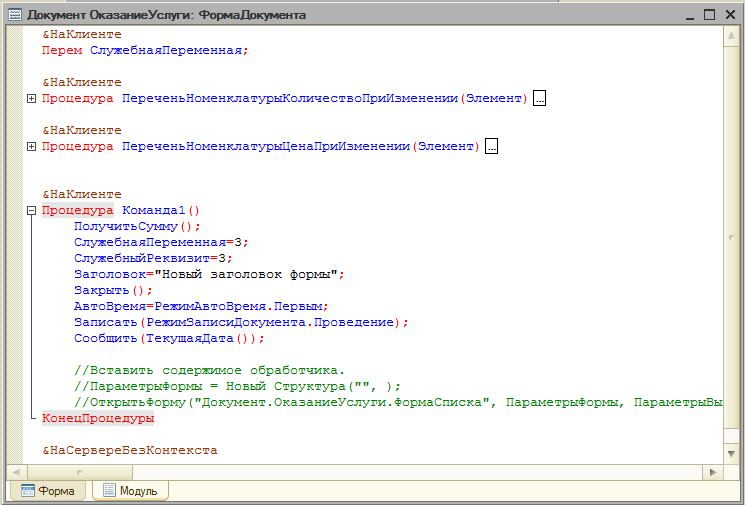 Документ ОказаниеУслуги: ФормаДокумента
&НаКлиенте
Перем СлужебнаяПеременная;
&НаКлиенте
Процедура ПереченьНоменклатурыКоличествоПриИзменении(Элемент) ...
&НаКлиенте
Процедура ПереченьНоменклатурыЦенаПриИзменении(Элемент) ...
&НаКлиенте
Процедура Команда1()
ПолучитьСумму();
СлужебнаяПеременная=3;
СлужебныйРеквизит=3;
Заголовок="Новый заголовок формы";
Закрыть();
АвтоВремя=РежимАвтоВремя.Первым;
Записать(РежимЗаписиДокумента.Проведение);
Сообщить(ТекущаяДата());
//Вставить содержимое обработчика.
//ПараметрыФормы = Новый Структура("", );
//ОткрытьФорму("Документ.ОказаниеУслуги.ФормаСписка", ПараметрыФормы, ПараметрыВы
КонецПроцедуры
&НаСервереБезКонтекста
Форма Модуль